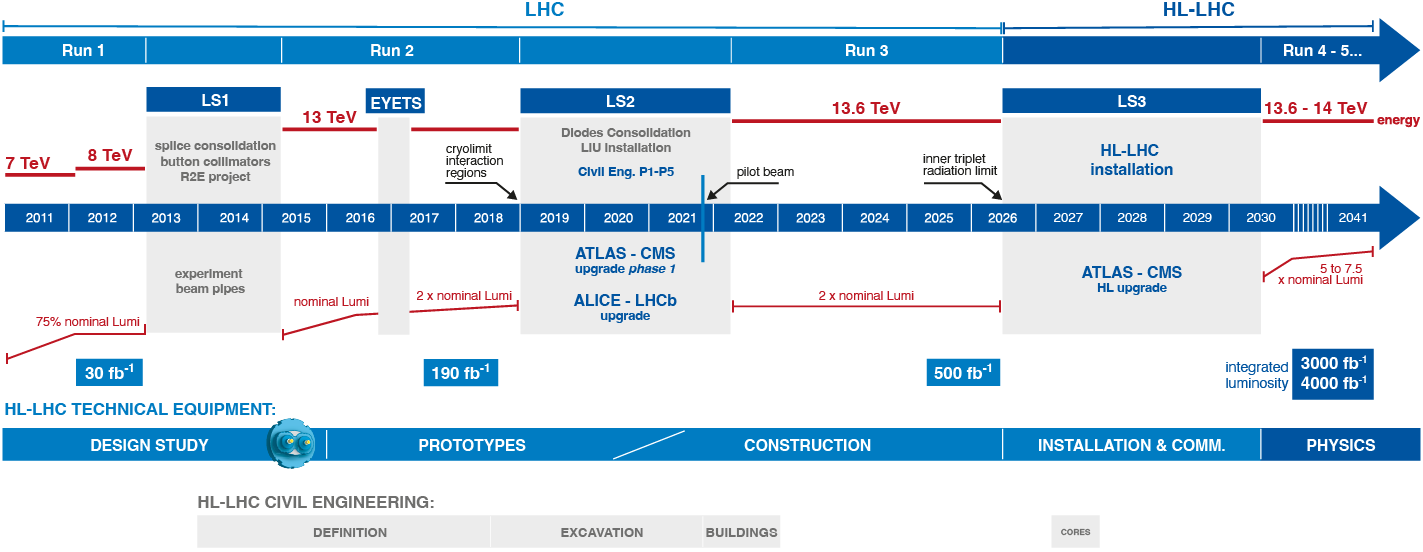 LHC
HL-LHC
Run 1
Run 2
Run 3
Run 4 - 5...
LS1
EYETS
LS2
LS3
13 TeV
13.6 TeV
13.6 - 14 TeV
energy
7 TeV
8 TeV
splice consolidation
button collimators
R2E project
cryolimit
interaction
regions
Diodes Consolidation
LIU Installation
Civil Eng. P1-P5
pilot beam
inner triplet
radiation limit
HL-LHC
installation
2011
2012
2013
2014
2015
2016
2017
2018
2019
2020
2021
2022
2023
2024
2025
2026
2027
2028
2029
2030
2041
experiment
beam pipes
ATLAS - CMS
upgrade phase 1
ALICE - LHCb
upgrade
ATLAS - CMS
HL upgrade
5 to 7.5
x nominal Lumi
75% nominal Lumi
nominal Lumi
2 x nominal Lumi
2 x nominal Lumi
30 fb-1
190 fb-1
500 fb-1
integrated
luminosity
3000 fb-1
4000 fb-1
HL-LHC TECHNICAL EQUIPMENT:
DESIGN STUDY
PROTOTYPES
CONSTRUCTION
INSTALLATION & COMM.
PHYSICS
HL-LHC CIVIL ENGINEERING:
DEFINITION
EXCAVATION
BUILDINGS
CORES